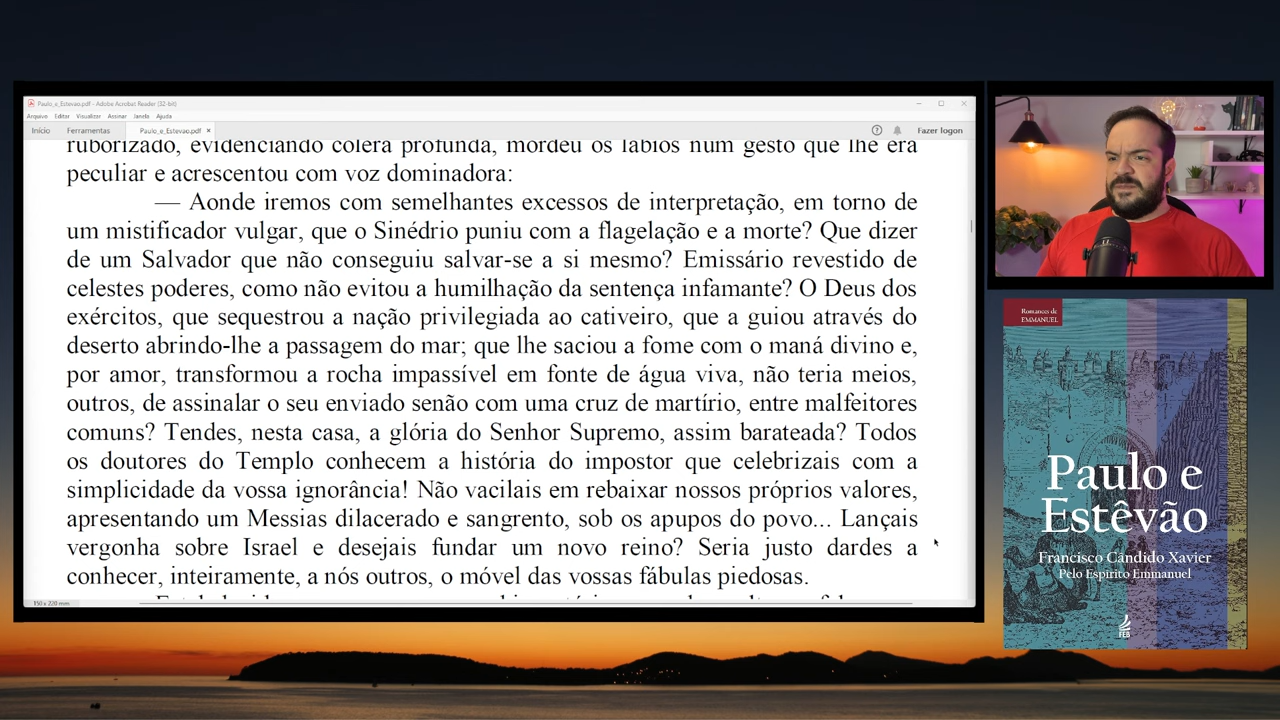 Paulo_e_Estevao.pdf - Adobe Acrobat Reader (32-bit)
Arquivo Editar Visualizar Assinar Janela Ajuda
Início Ferramentas Paulo_e_Estevao.pdf × Fazer logon
ruborizado, evidenciando cólera profunda, mordeu os lábios num gesto que lhe era
peculiar e acrescentou com voz dominadora:
— Aonde iremos com semelhantes excessos de interpretação, em torno de
um mistificador vulgar, que o Sinédrio puniu com a flagelação e a morte? Que dizer
de um Salvador que não conseguiu salvar-se a si mesmo? Emissário revestido de
celestes poderes, como não evitou a humilhação da sentença infamante? O Deus dos
exércitos, que sequestrou a nação privilegiada ao cativeiro, que a guiou através do
deserto abrindo-lhe a passagem do mar; que lhe saciou a fome com o maná divino e,
por amor, transformou a rocha impassível em fonte de água viva, não teria meios,
outros, de assinalar o seu enviado senão com uma cruz de martírio, entre malfeitores
comuns? Tendes, nesta casa, a glória do Senhor Supremo, assim barateada? Todos
os doutores do Templo conhecem a história do impostor que celebrizais com a
simplicidade da vossa ignorância! Não vacilais em rebaixar nossos próprios valores,
apresentando um Messias dilacerado e sangrento, sob os apupos do povo... Lançais
vergonha sobre Israel e desejais fundar um novo reino? Seria justo dardes a
conhecer, inteiramente, a nós outros, o móvel das vossas fábulas piedosas.
150 x 220 mm
Romances de
EMMANUEL
Paulo e
Estêvão
Francisco Cândido Xavier
Pelo Espírito Emmanuel
FEB